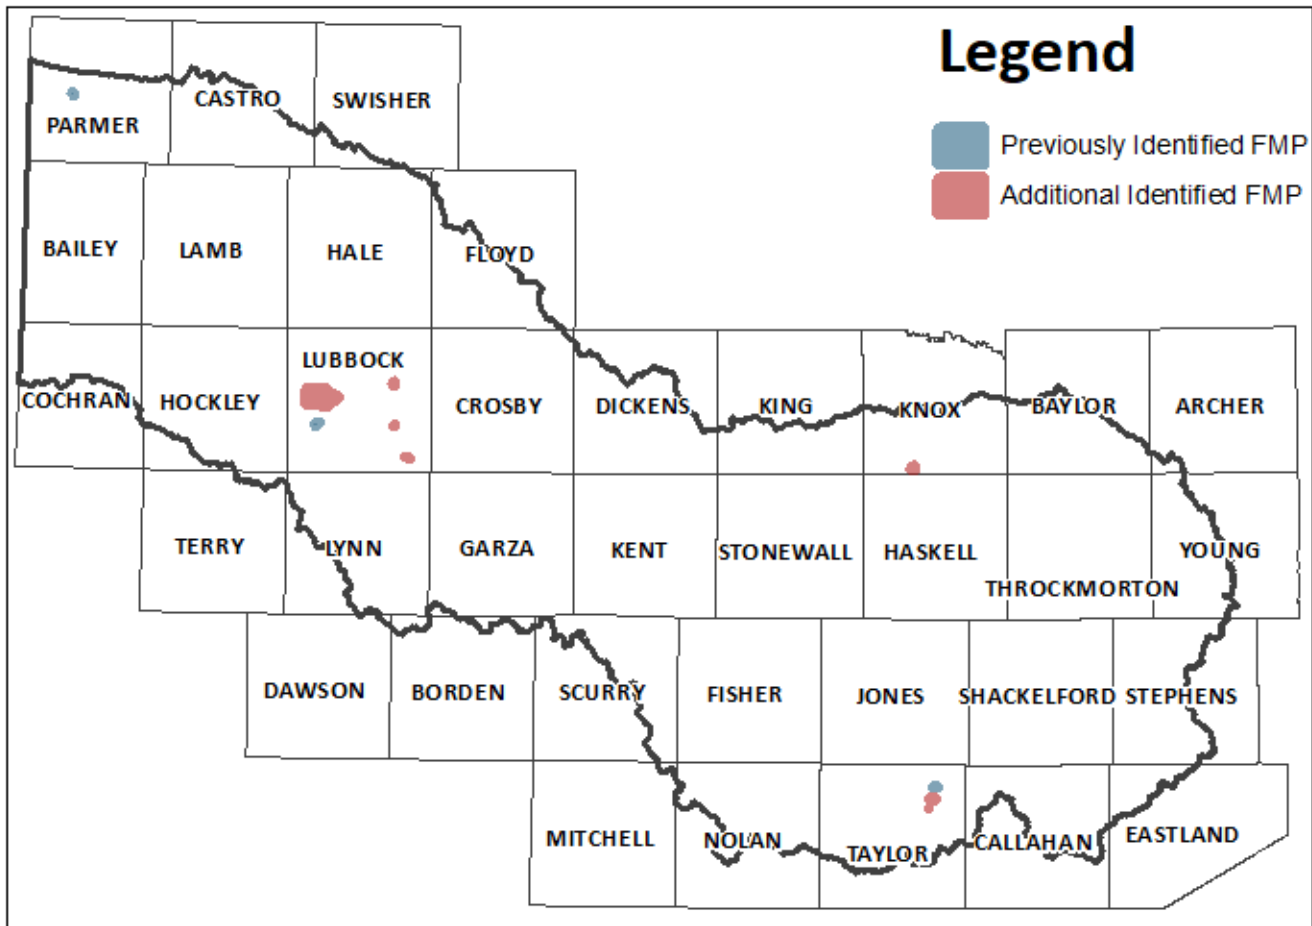 Legend
Previously Identified FMP
Additional Identified FMP
PARMER
CASTRO
SWISHER
BAILEY
LAMB
HALE
FLOYD
LUBBOCK
COCHRAN
HOCKLEY
CROSBY
DICKENS
KING
KNOX
BAYLOR
ARCHER
TERRY
LYNN
GARZA
KENT
STONEWALL
HASKELL
THROCKMORTON
YOUNG
DAWSON
BORDEN
SCURRY
FISHER
JONES
SHACKELFORD
STEPHENS
MITCHELL
NOLAN
TAYLOR
CALLAHAN
EASTLAND